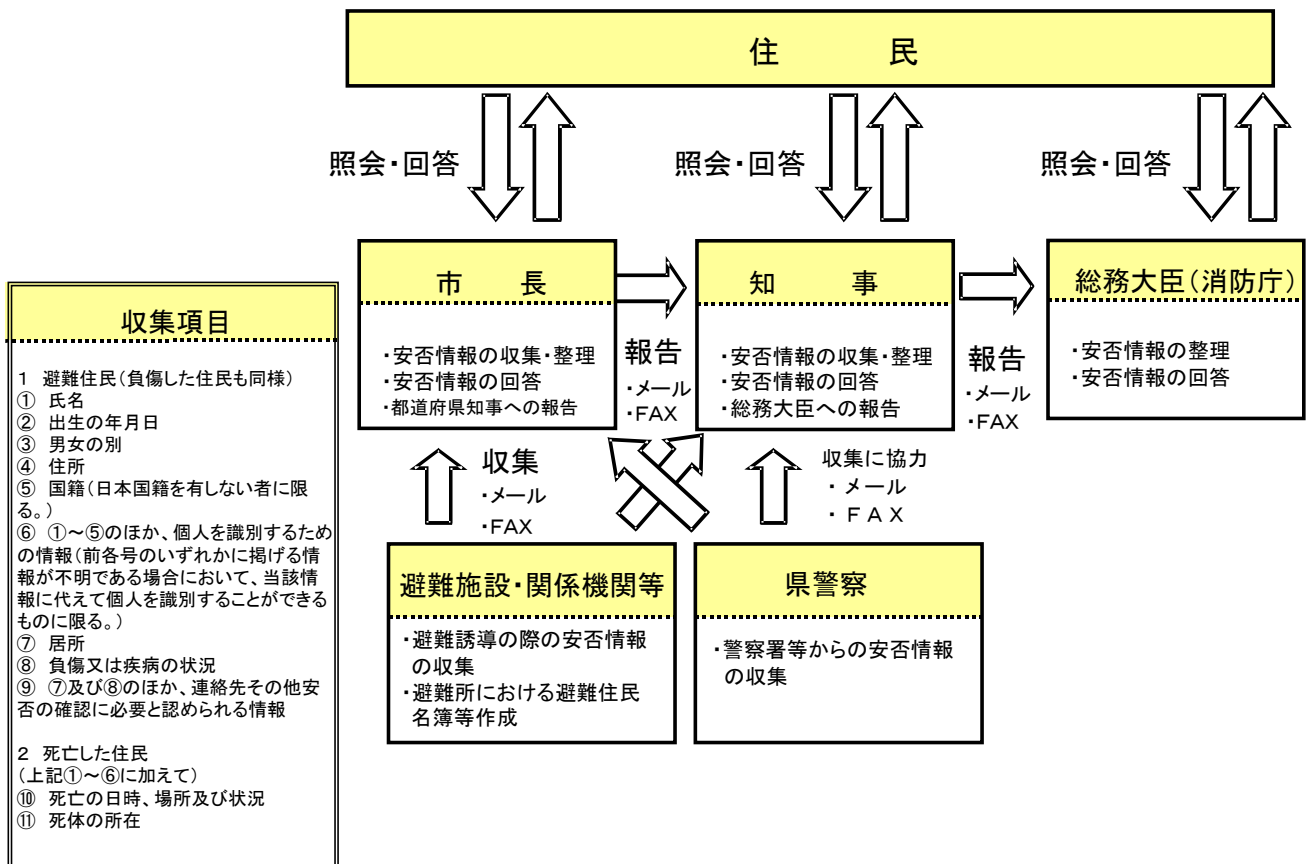 住　　民
照会・回答
照会・回答
照会・回答
市　長
・安否情報の収集・整理
・安否情報の回答
・都道府県知事への報告
報告
・メール
・FAX
知　事
・安否情報の収集・整理
・安否情報の回答
・総務大臣への報告
報告
・メール
・FAX
総務大臣（消防庁）
・安否情報の整理
・安否情報の回答
収集
・メール
・FAX
収集に協力
・メール
・ＦＡＸ
避難施設・関係機関等
・避難誘導の際の安否情報
の収集
・避難所における避難住民
名簿等作成
県警察
・警察署等からの安否情報
の収集
収集項目
1　避難住民（負傷した住民も同様）
①　氏名
②　出生の年月日
③　男女の別
④　住所
⑤　国籍（日本国籍を有しない者に限
る。）
⑥　①～⑤のほか、個人を識別するため
の情報（前各号のいずれかに掲げる情
報が不明である場合において、当該情
報に代えて個人を識別することができる
ものに限る。）
⑦　居所
⑧　負傷又は疾病の状況
⑨　⑦及び⑧のほか、連絡先その他安
否の確認に必要と認められる情報
2　死亡した住民
（上記①～⑥に加えて）
⑩　死亡の日時、場所及び状況
⑪　死体の所在